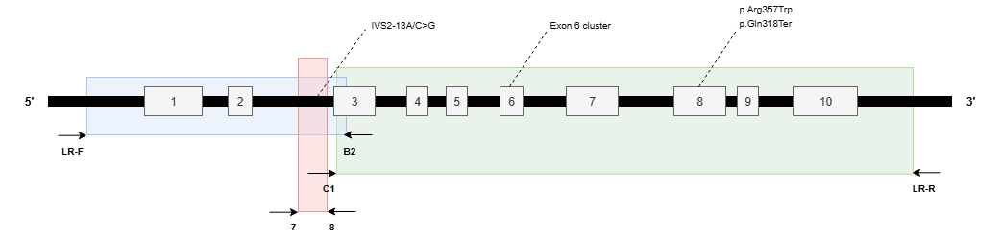 p.Arg357Trp
p.Gln318Ter
IVS2-13A/C>G
Exon 6 cluster
5'
1
2
3
4
5
6
7
8
9
10
3'
LR-F
B2
C1
LR-R
7
8